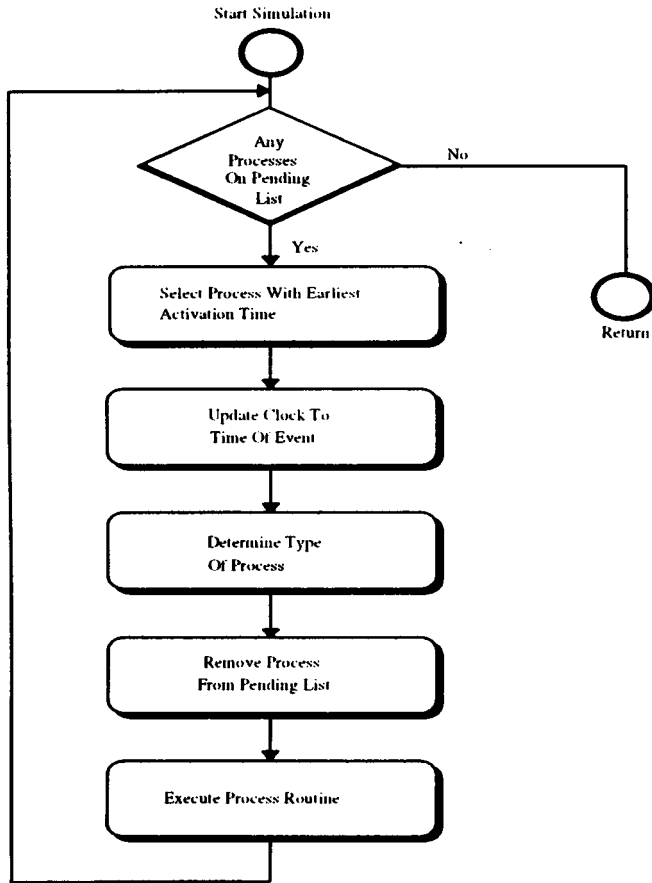 Start Simulation
Any
Processes
On Pending
List
No
Yes
Select Process With Earliest
Activation Time
Return
Update Clock To
Time Of Event
Determine Type
Of Process
Remove Process
From Pending List
Execute Process Routine